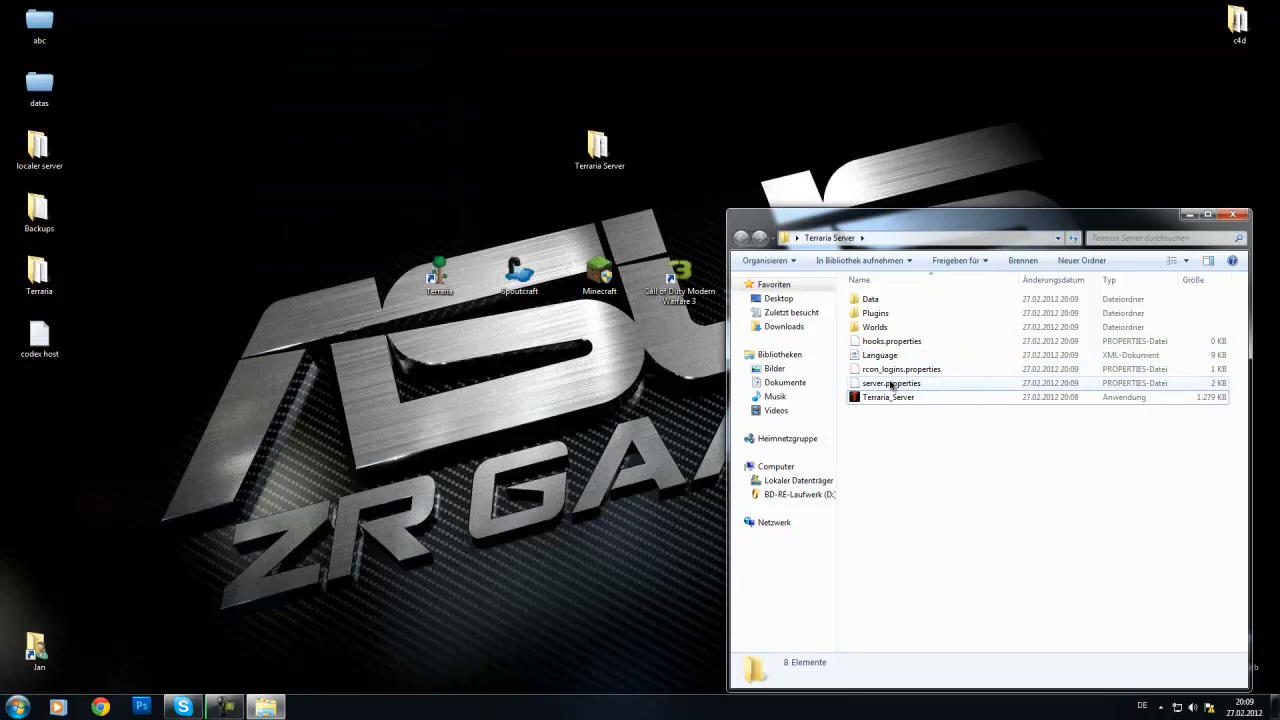 abc
c4d
datas
localer server
Terraria Server
Backups
Terraria
Terraria
Spoutcraft
Minecraft
3
Call of Duty Modern
Warfare 3
codex host
ZR GA
Jan
Terraria Server
Terraria Server durchsuchen
Organisieren
In Bibliothek aufnehmen
Freigeben für
Brennen
Neuer Ordner
Favoriten
Desktop
Zuletzt besucht
Downloads
Bibliotheken
Bilder
Dokumente
Musik
Videos
Heimnetzgruppe
Computer
Lokaler Datenträger
BD-RE-Laufwerk (D:)
Netzwerk
Name Änderungsdatum Typ Größe
Data 27.02.2012 20:09 Dateiordner
Plugins 27.02.2012 20:09 Dateiordner
Worlds 27.02.2012 20:09 Dateiordner
hooks.properties 27.02.2012 20:09 PROPERTIES-Datei 0 KB
Language 27.02.2012 20:09 XML-Dokument 9 KB
rcon_logins.properties 27.02.2012 20:09 PROPERTIES-Datei 1 KB
server.properties 27.02.2012 20:09 PROPERTIES-Datei 2 KB
Terraria_Server 27.02.2012 20:08 Anwendung 1.279 KB
8 Elemente
Ps
DE
20:09
27.02.2012